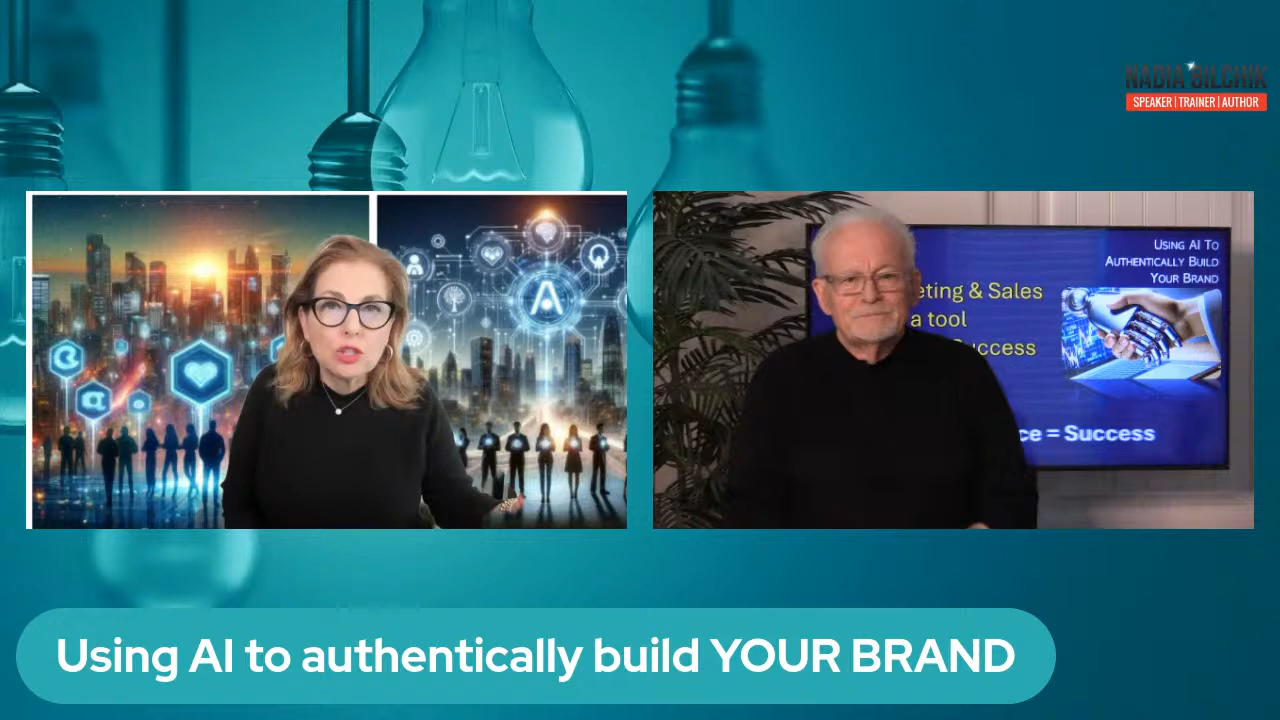 NADIA BILCHIK
SPEAKER | TRAINER | AUTHOR
A
USING AI TO
AUTHENTICALLY BUILD
YOUR BRAND
eting & Sales
a tool
Success
ce = Success
Using AI to authentically build YOUR BRAND